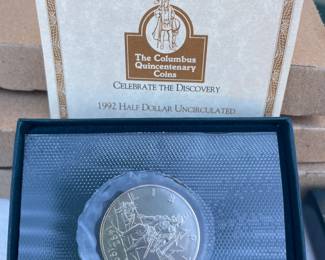 The Columbus
Quincentenary
Coins
CELEBRATE THE DISCOVERY
1992 HALF DOLLAR UNCIRCULATED